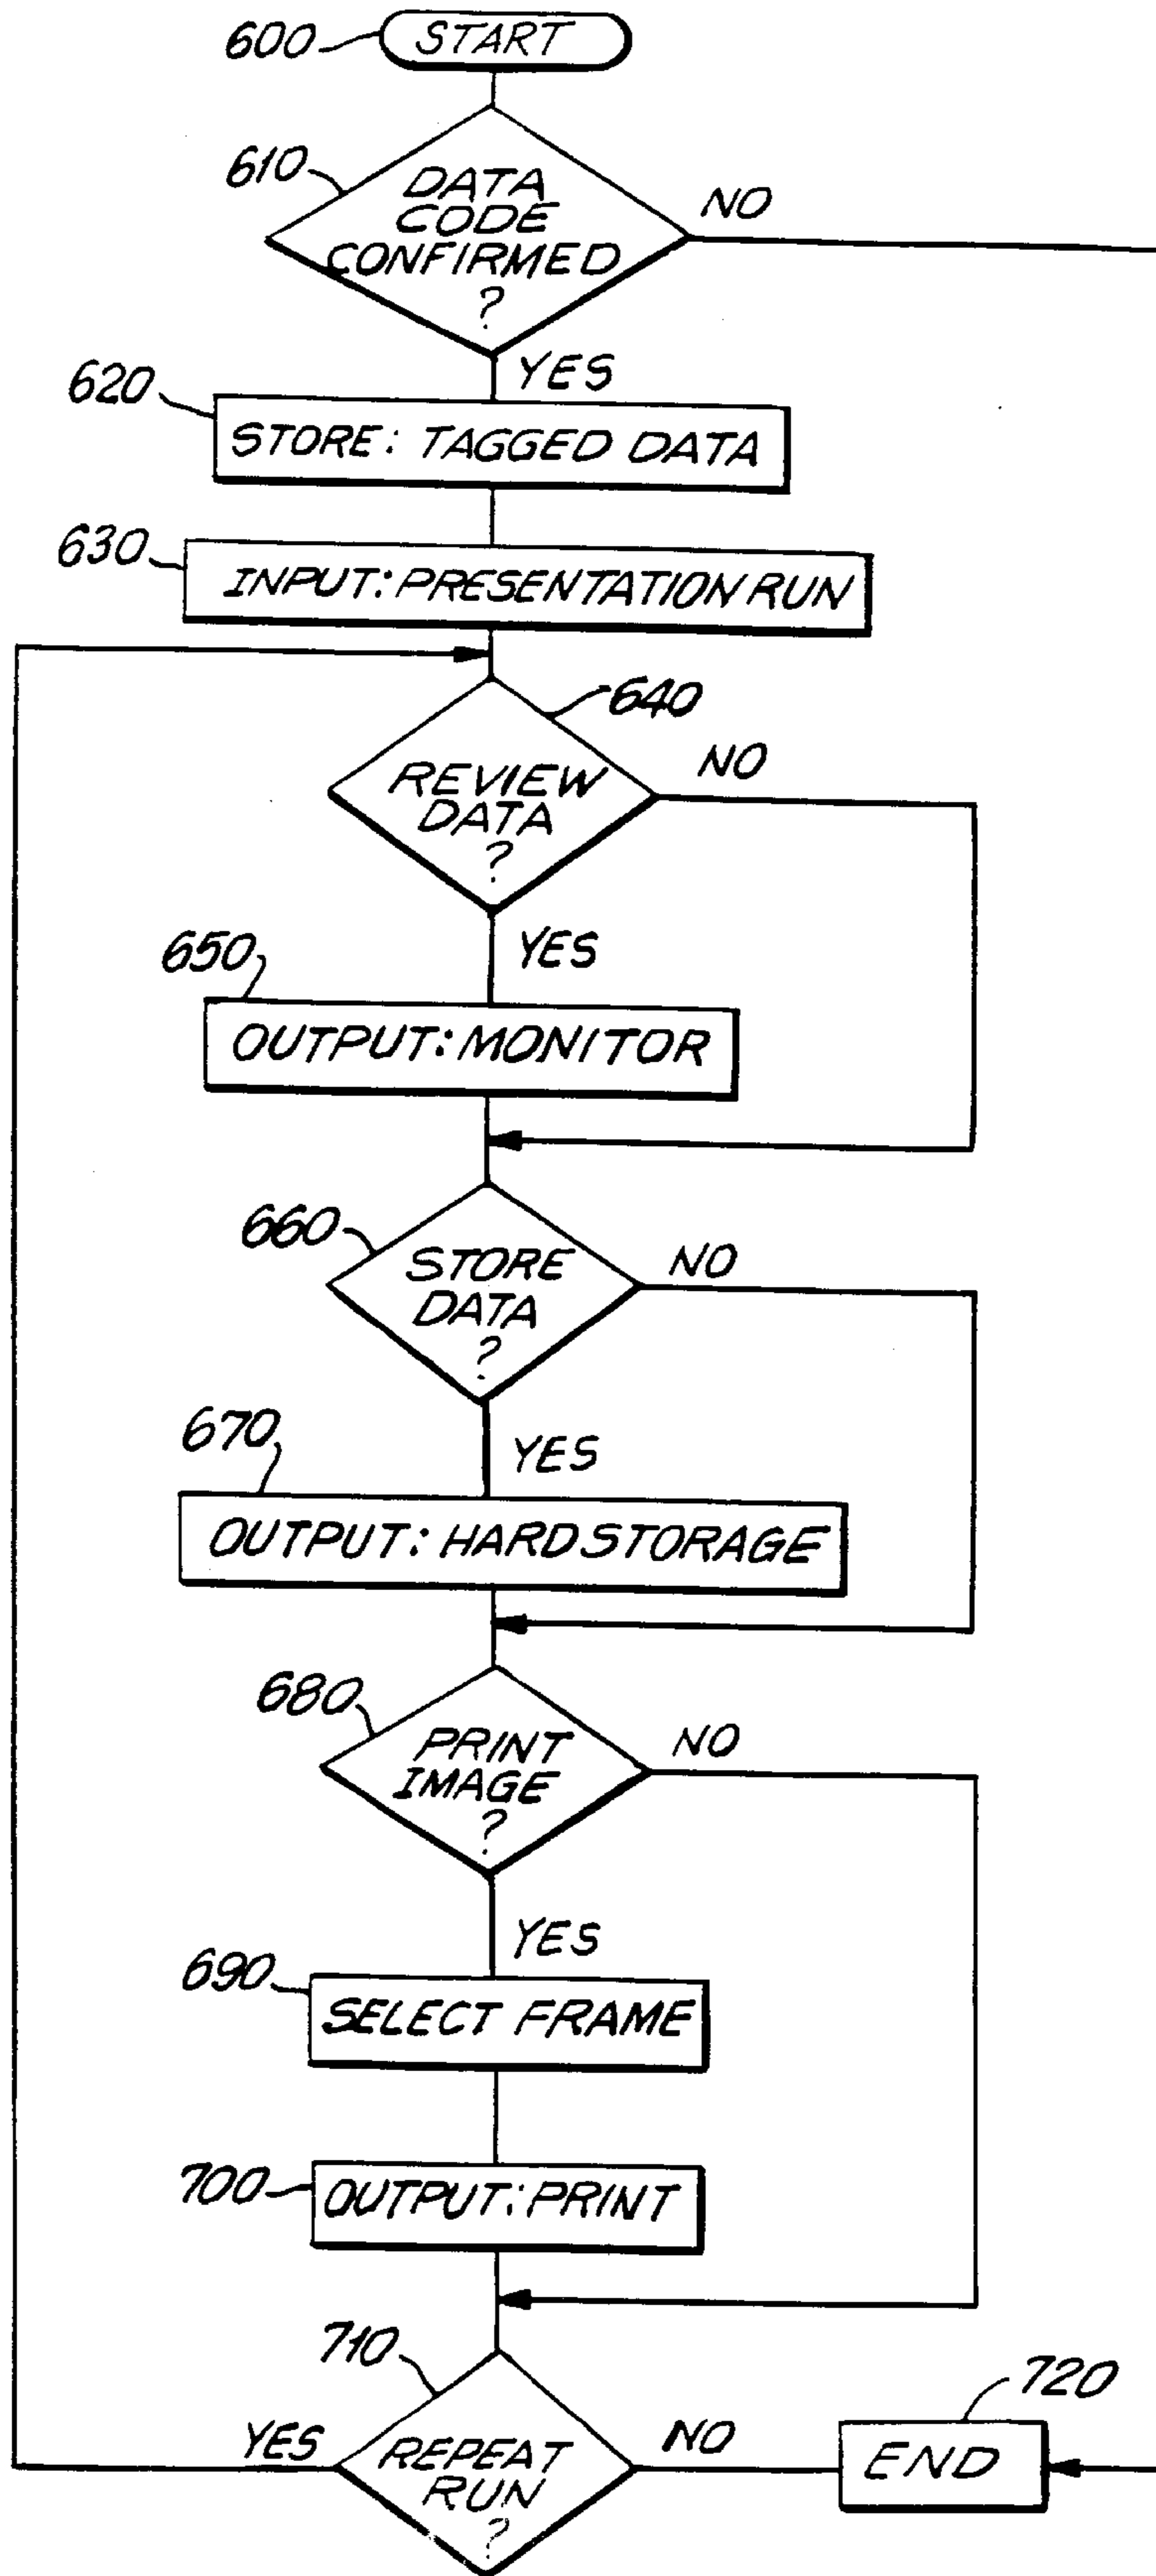 600 START
610 DATA
CODE
CONFIRMED
?
NO
YES
620 STORE: TAGGED DATA
630 INPUT: PRESENTATION RUN
640
REVIEW
DATA
?
NO
YES
650
OUTPUT: MONITOR
660
STORE
DATA
?
NO
YES
670
OUTPUT: HARD STORAGE
680
PRINT
IMAGE
?
NO
YES
690
SELECT FRAME
700 OUTPUT: PRINT
710
REPEAT
RUN
?
YES
NO
720
END